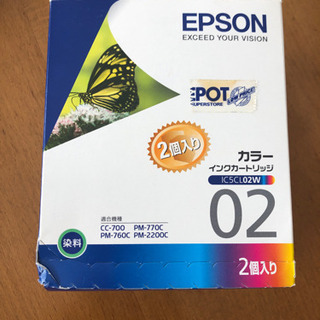 EPSON
EXCEED YOUR VISION
POT
SUPERSTORE
2個入り
カラー
インクカートリッジ
IC5CL02W
02
適合機種
CC-700 PM-770C
PM-760C PM-2200C
染料
2個入り